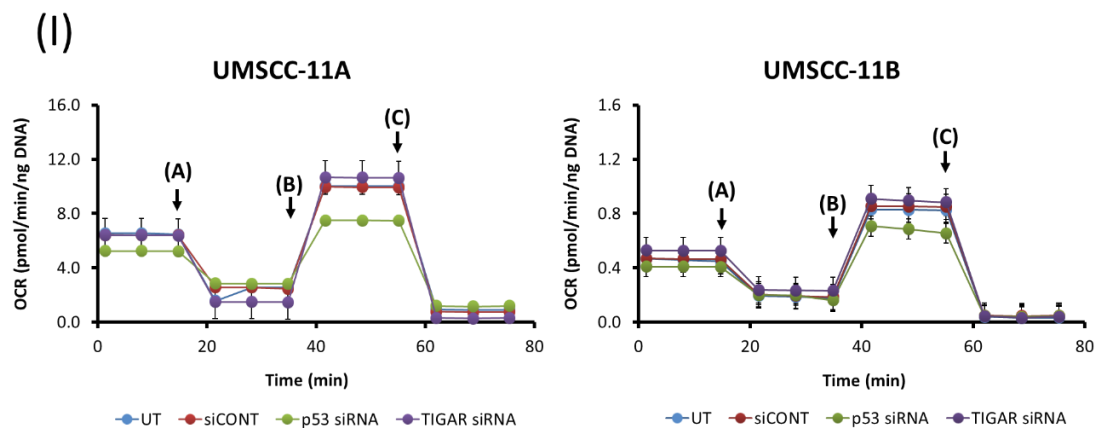 (I)
UMSCC-11A
OCR (pmol/min/ng DNA)
16.0
12.0
8.0
4.0
0.0
(A)
(B)
(C)
0 20 40 60 80
Time (min)
UT siCONT p53 siRNA TIGAR siRNA
UMSCC-11B
OCR (pmol/min/ng DNA)
1.6
1.2
0.8
0.4
0.0
(A)
(B)
(C)
0 20 40 60 80
Time (min)
UT siCONT p53 siRNA TIGAR siRNA